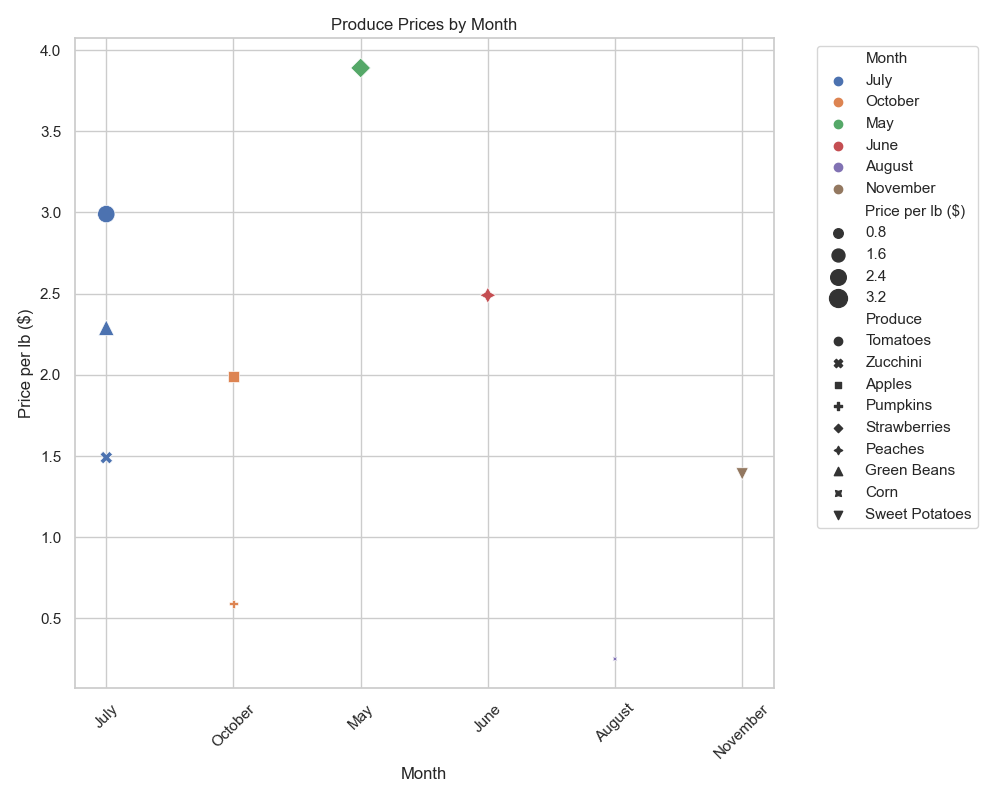 Produce Prices by Month
Price per lb ($)
4.0
3.5
3.0
2.5
2.0
1.5
1.0
0.5
July
October
May
June
August
November
Month
Month
July
October
May
June
August
November
Price per lb ($)
0.8
1.6
2.4
3.2
Produce
Tomatoes
Zucchini
Apples
Pumpkins
Strawberries
Peaches
Green Beans
Corn
Sweet Potatoes